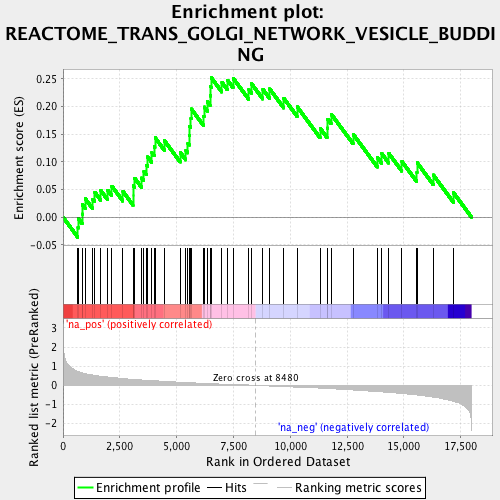 Enrichment plot:
REACTOME_TRANS_GOLGI_NETWORK_VESICLE_BUDDI
NG
Enrichment score (ES)
0.25
0.20
0.15
0.10
0.05
0.00
-0.05
'na_pos' (positively correlated)
Ranked list metric (PreRanked)
3
2
1
0
-1
-2
Zero cross at 8480
'na_neg' (negatively correlated)
0
2,500
5,000
7,500
10,000
12,500
15,000
17,500
Rank in Ordered Dataset
Enrichment profile
Hits
Ranking metric scores